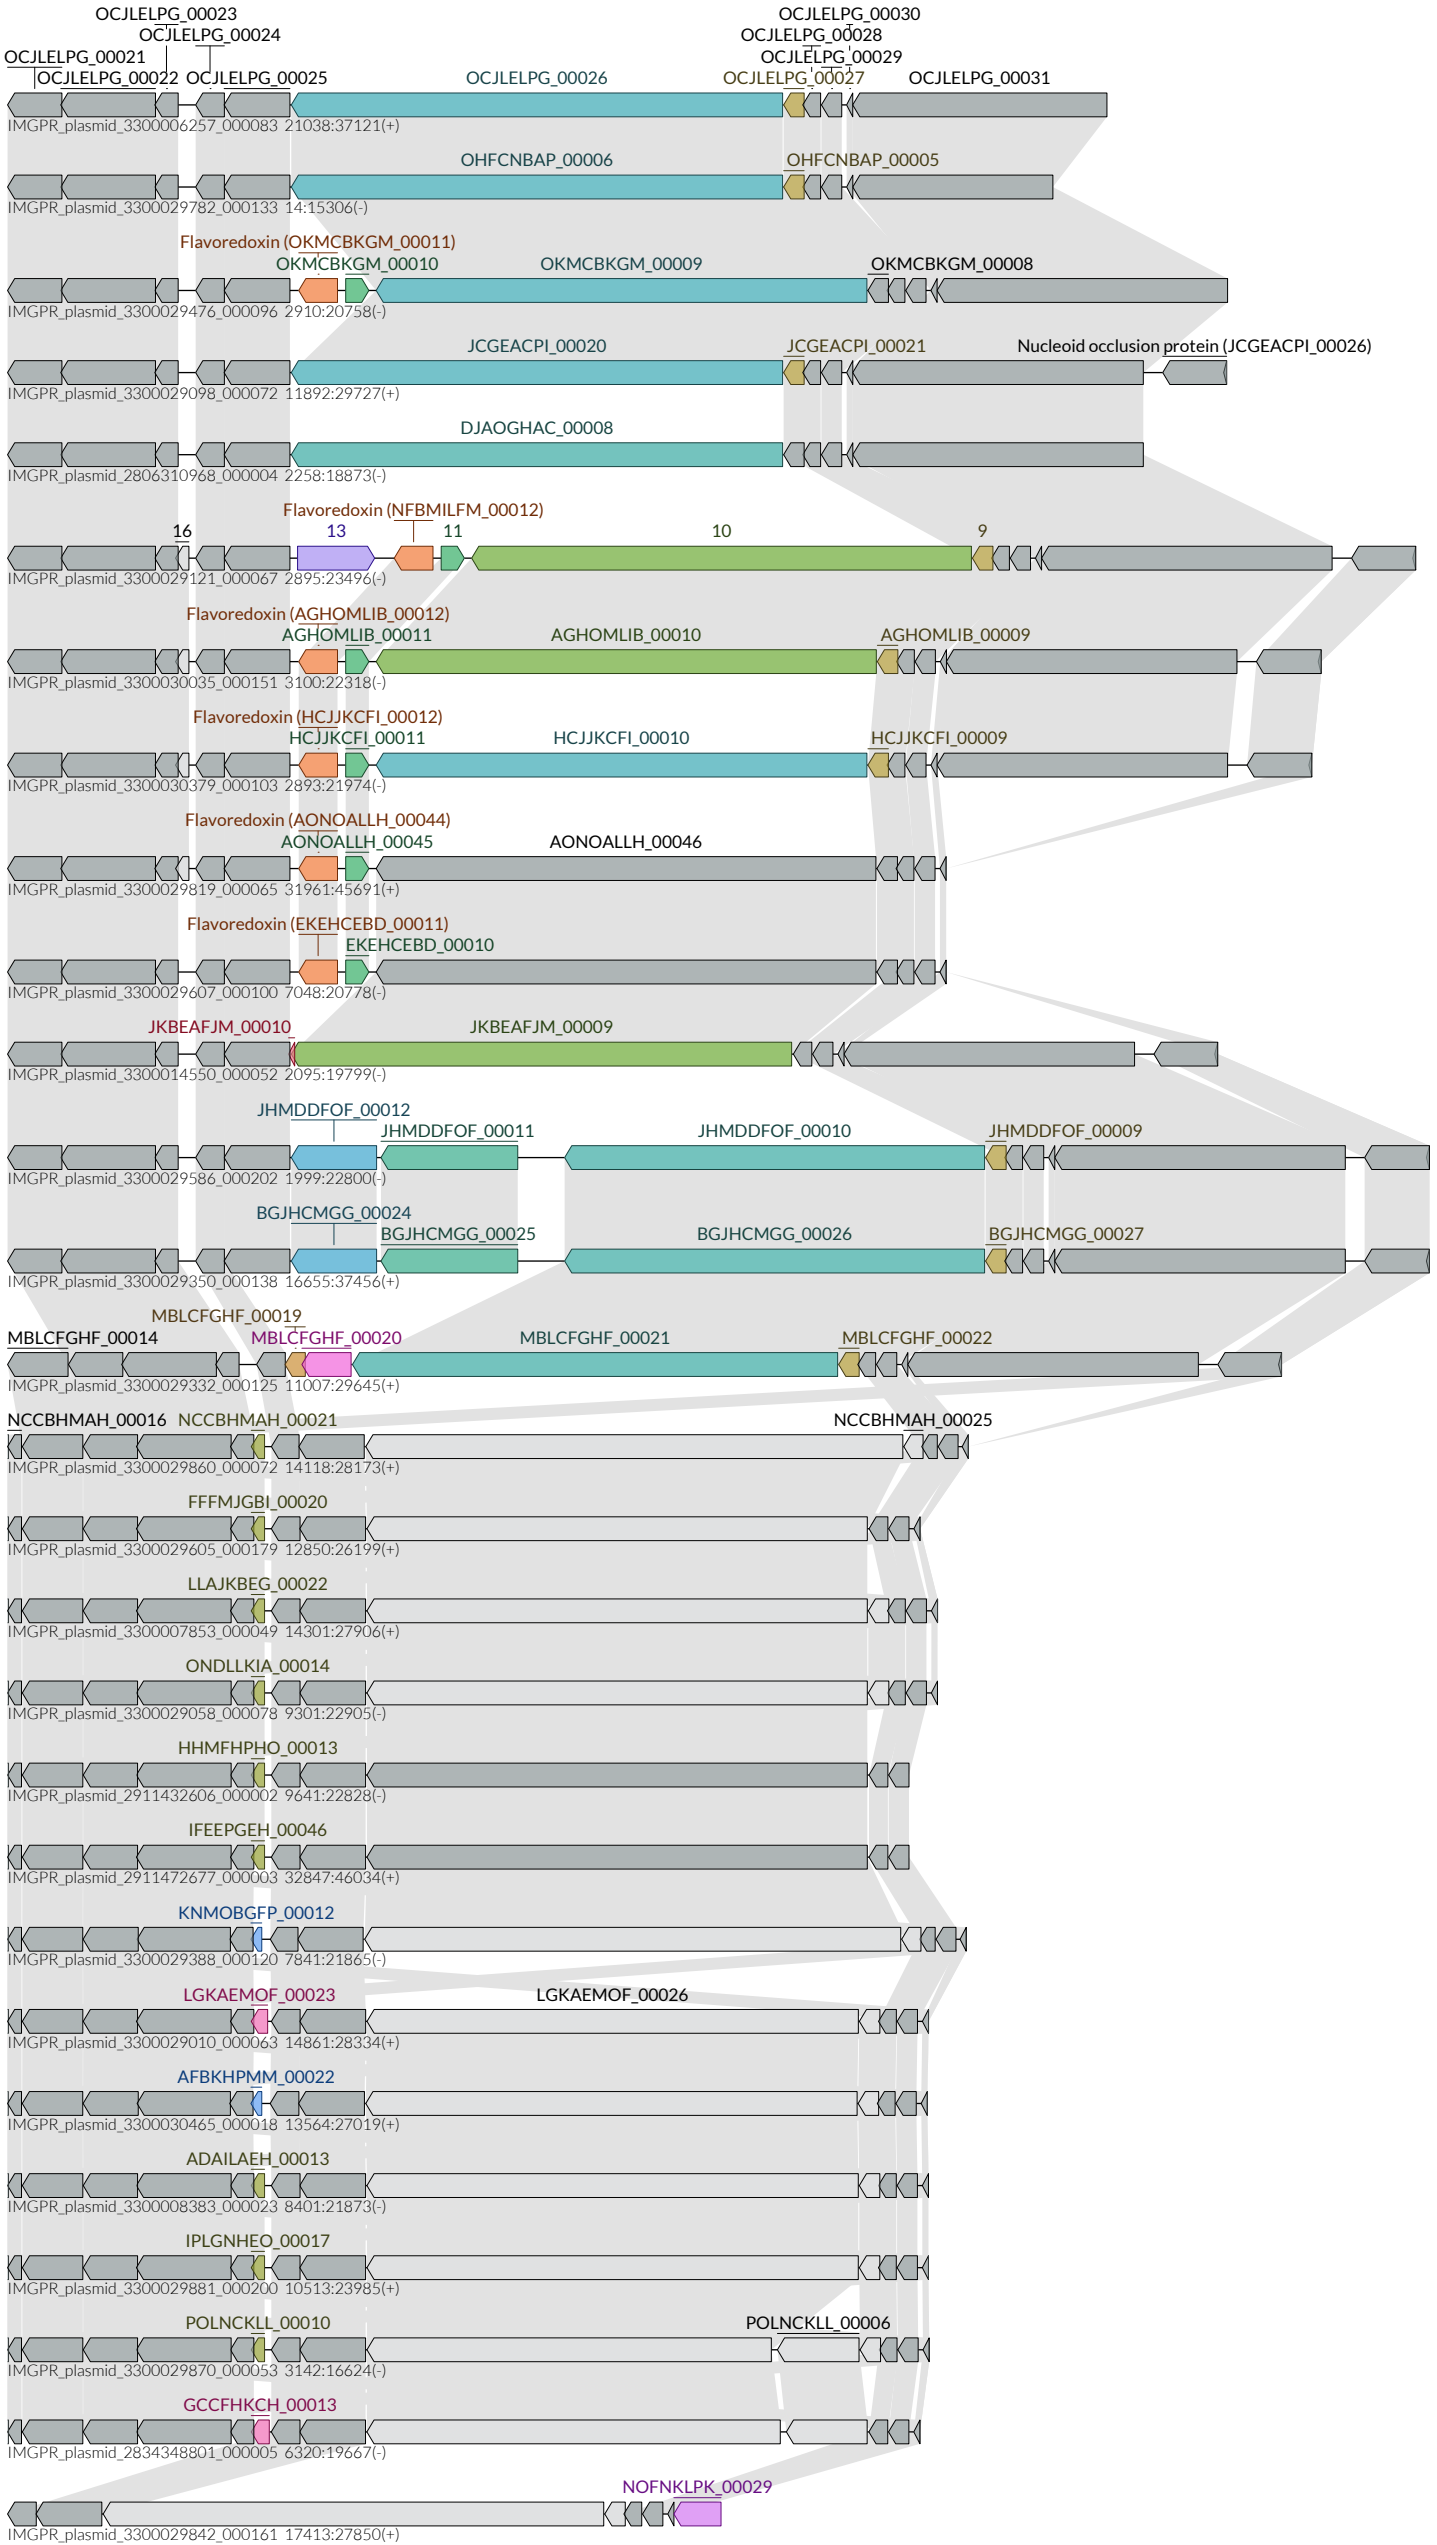 OCJLELPG_00023 OCJLELPG_00030
OCJLELPG_00024 OCJLELPG_00028
OCJLELPG_00021 OCJLELPG_00029
OCJLELPG_00022 OCJLELPG_00025 OCJLELPG_00026 OCJLELPG_00027 OCJLELPG_00031
IMGPR_plasmid_3300006257_000083 21038:37121(+)
OHFCNBAP_00006 OHFCNBAP_00005
IMGPR_plasmid_3300029782_000133 14:15306(-)
Flavoredoxin (OKMCBKGM_00011)
OKMCBKGM_00010 OKMCBKGM_00009 OKMCBKGM_00008
IMGPR_plasmid_3300029476_000096 2910:20758(-)
JCGEACPI_00020 JCGEACPI_00021 Nucleoid occlusion protein (JCGEACPI_00026)
IMGPR_plasmid_3300029098_000072 11892:29727(+)
DJAOGHAC_00008
IMGPR_plasmid_2806310968_000004 2258:18873(-)
Flavoredoxin (NFBMILFM_00012)
16 13 11 10 9
IMGPR_plasmid_3300029121_000067 2895:23496(-)
Flavoredoxin (AGHOMLIB_00012)
AGHOMLIB_00011 AGHOMLIB_00010 AGHOMLIB_00009
IMGPR_plasmid_3300030035_000151 3100:22318(-)
Flavoredoxin (HCJJKCFI_00012)
HCJJKCFI_00011 HCJJKCFI_00010 HCJJKCFI_00009
IMGPR_plasmid_3300030379_000103 2893:21974(-)
Flavoredoxin (AONOALLH_00044)
AONOALLH_00045 AONOALLH_00046
IMGPR_plasmid_3300029819_000065 31961:45691(+)
Flavoredoxin (EKEHCEBD_00011)
EKEHCEBD_00010
IMGPR_plasmid_3300029607_000100 7048:20778(-)
JKBEAFJM_00010 JKBEAFJM_00009
IMGPR_plasmid_3300014550_000052 2095:19799(-)
JHMDDFOF_00012
JHMDDFOF_00011 JHMDDFOF_00010 JHMDDFOF_00009
IMGPR_plasmid_3300029586_000202 1999:22800(-)
BGJHCMGG_00024
BGJHCMGG_00025 BGJHCMGG_00026 BGJHCMGG_00027
IMGPR_plasmid_3300029350_000138 16655:37456(+)
MBLCFGHF_00019
MBLCFGHF_00014 MBLCFGHF_00020 MBLCFGHF_00021 MBLCFGHF_00022
IMGPR_plasmid_3300029332_000125 11007:29645(+)
NCCBHMAH_00016 NCCBHMAH_00021 NCCBHMAH_00025
IMGPR_plasmid_3300029860_000072 14118:28173(+)
FFFMJGBI_00020
IMGPR_plasmid_3300029605_000179 12850:26199(+)
LLAJKBEG_00022
IMGPR_plasmid_3300007853_000049 14301:27906(+)
ONDLLKIA_00014
IMGPR_plasmid_3300029058_000078 9301:22905(-)
HHMFHPHO_00013
IMGPR_plasmid_2911432606_000002 9641:22828(-)
IFEEPGEH_00046
IMGPR_plasmid_2911472677_000003 32847:46034(+)
KNMOBGFP_00012
IMGPR_plasmid_3300029388_000120 7841:21865(-)
LGKAEMOF_00023 LGKAEMOF_00026
IMGPR_plasmid_3300029010_000063 14861:28334(+)
AFBKHPMM_00022
IMGPR_plasmid_3300030465_000018 13564:27019(+)
ADAILAEH_00013
IMGPR_plasmid_3300008383_000023 8401:21873(-)
IPLGNHEO_00017
IMGPR_plasmid_3300029881_000200 10513:23985(+)
POLNCKLL_00010 POLNCKLL_00006
IMGPR_plasmid_3300029870_000053 3142:16624(-)
GCCFHKCH_00013
IMGPR_plasmid_2834348801_000005 6320:19667(-)
NOFNKLPK_00029
IMGPR_plasmid_3300029842_000161 17413:27850(+)